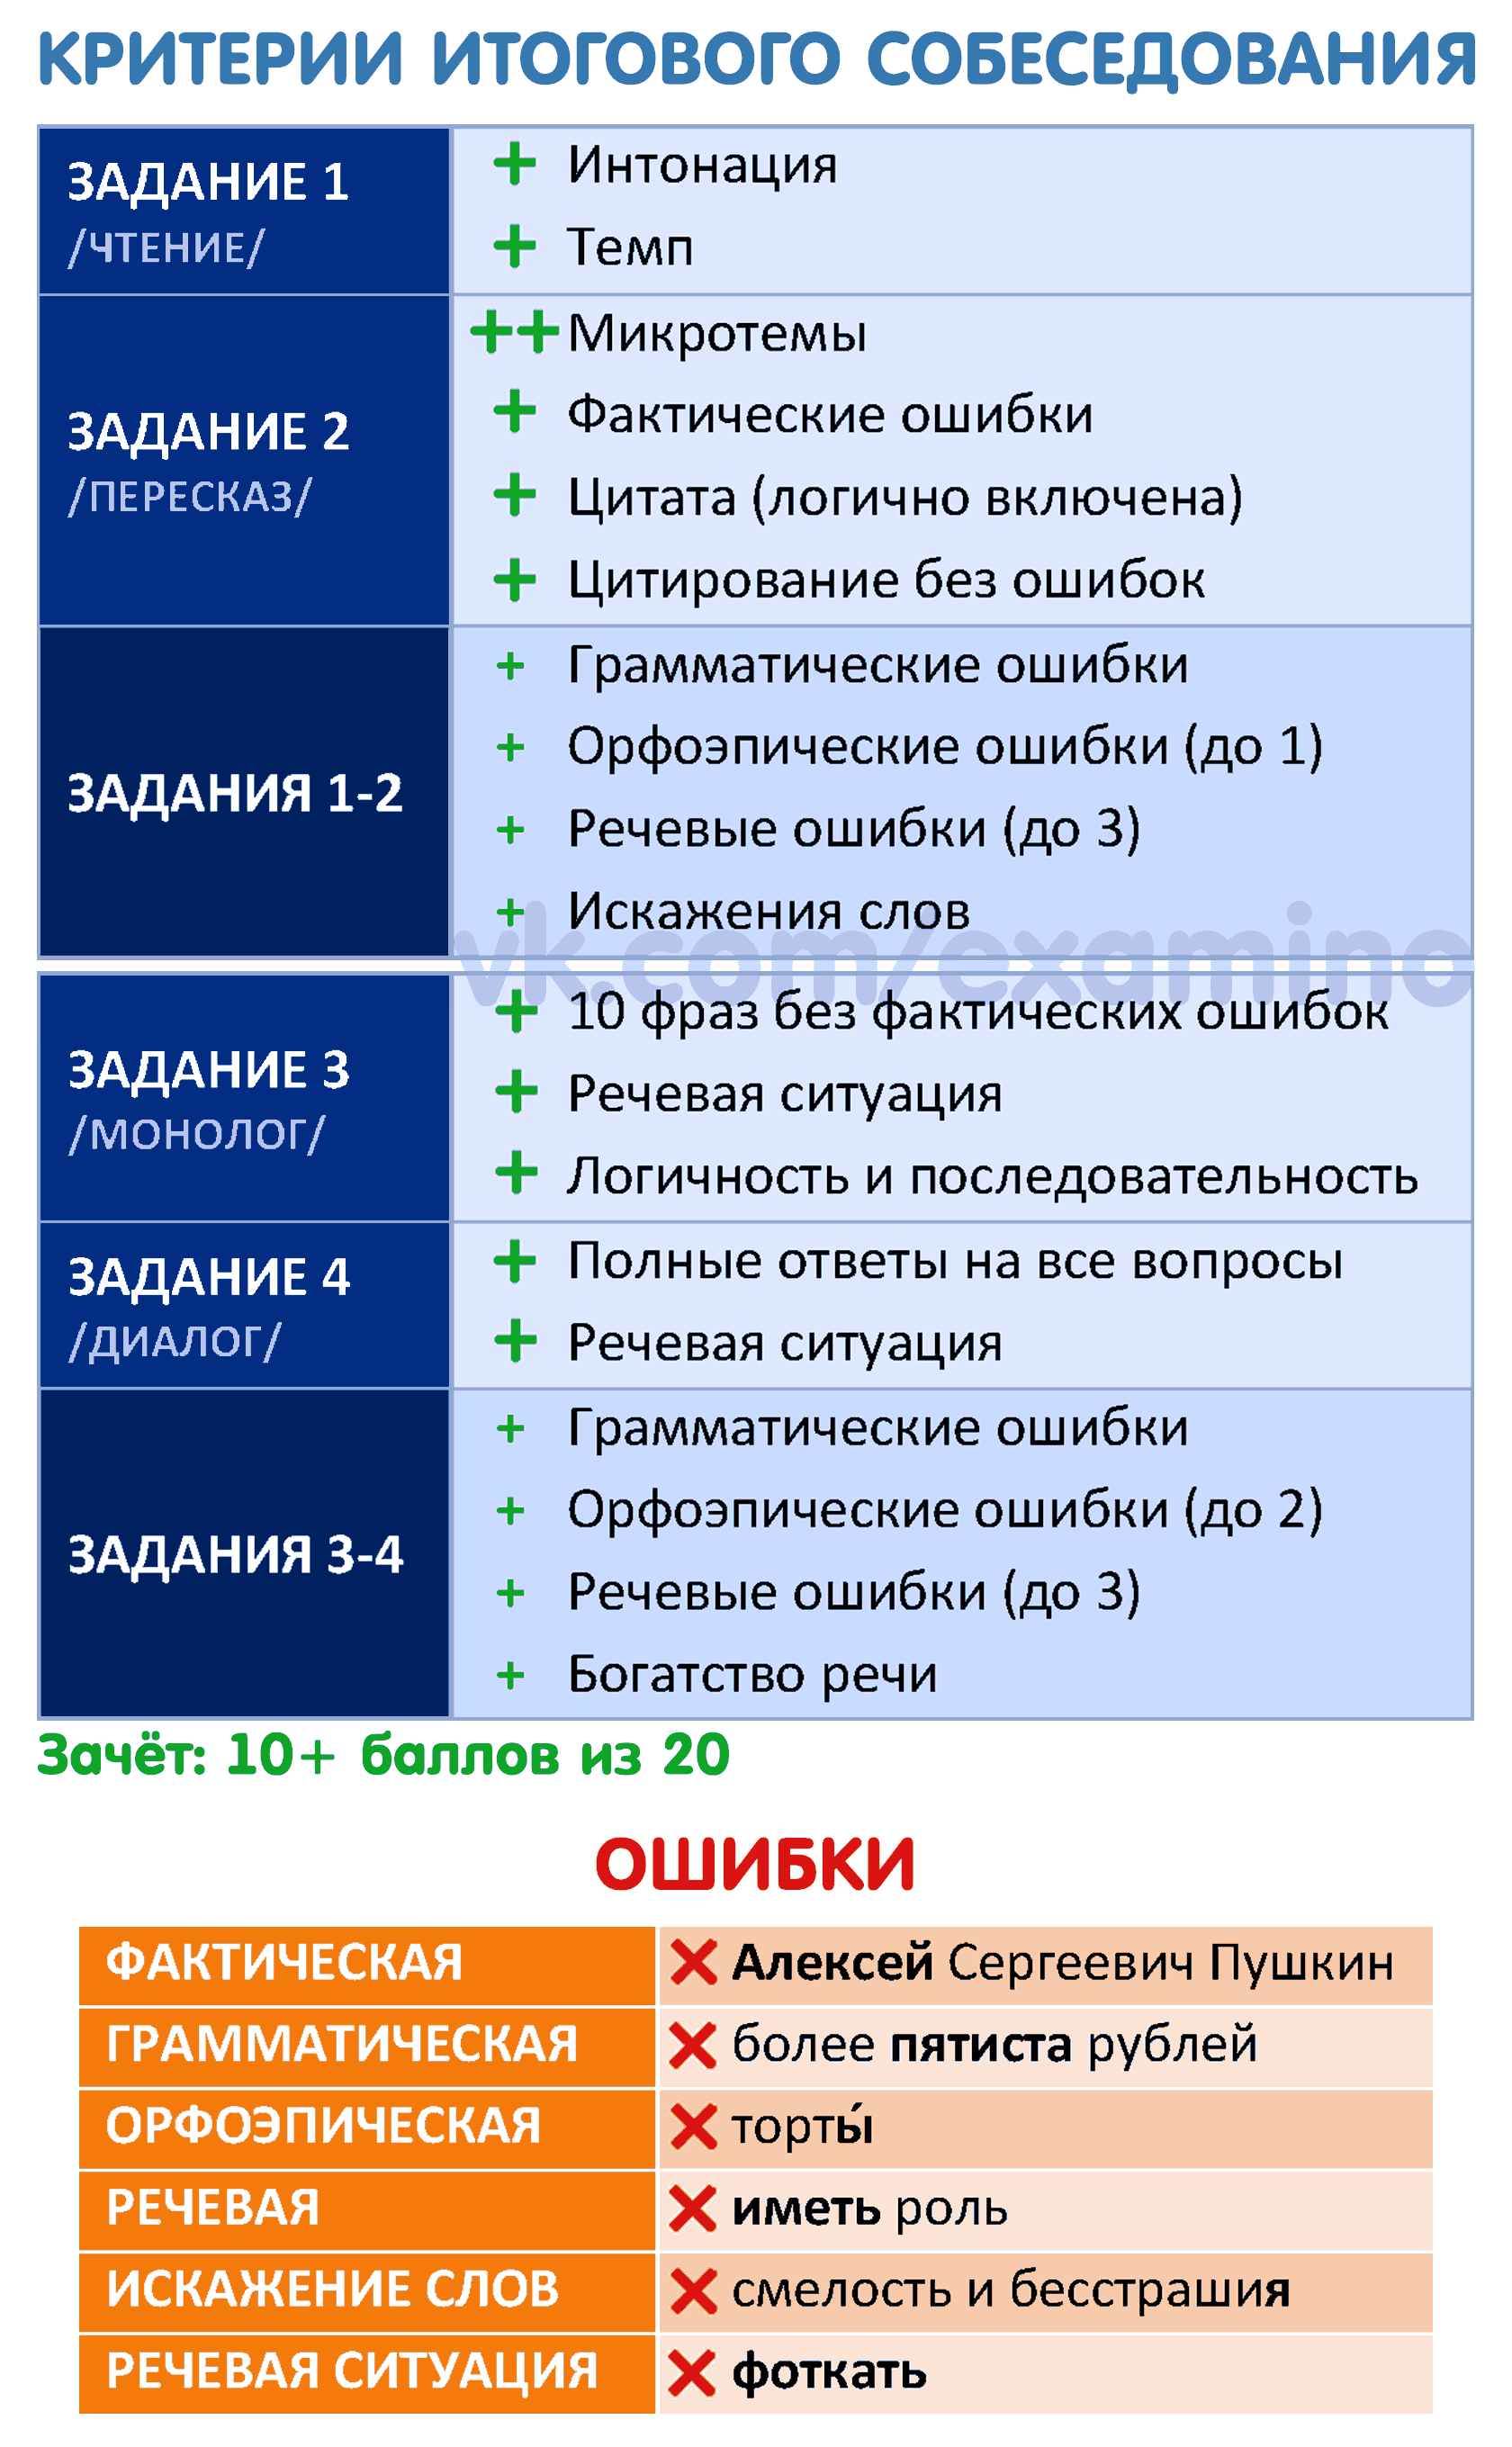 КРИТЕРИИ ИТОГОВОГО СОБЕСЕДОВАНИЯ
ЗАДАНИЕ 1
/ЧТЕНИЕ/
+ Интонация
+ Темп
ЗАДАНИЕ 2
/ПЕРЕСКАЗ/
++ Микротемы
+ Фактические ошибки
+ Цитата (логично включена)
+ Цитирование без ошибок
ЗАДАНИЯ 1-2
+ Грамматические ошибки
+ Орфоэпические ошибки (до 1)
+ Речевые ошибки (до 3)
+ Искажения слов
vk.com/examino
ЗАДАНИЕ 3
/МОНОЛОГ/
+ 10 фраз без фактических ошибок
+ Речевая ситуация
+ Логичность и последовательность
ЗАДАНИЕ 4
/ДИАЛОГ/
+ Полные ответы на все вопросы
+ Речевая ситуация
ЗАДАНИЯ 3-4
+ Грамматические ошибки
+ Орфоэпические ошибки (до 2)
+ Речевые ошибки (до 3)
+ Богатство речи
Зачёт: 10+ баллов из 20
ОШИБКИ
ФАКТИЧЕСКАЯ
Алексей Сергеевич Пушкин
ГРАММАТИЧЕСКАЯ
более пятиста рублей
ОРФОЭПИЧЕСКАЯ
торты́
РЕЧЕВАЯ
иметь роль
ИСКАЖЕНИЕ СЛОВ
смелость и бесстрашия
РЕЧЕВАЯ СИТУАЦИЯ
фоткать